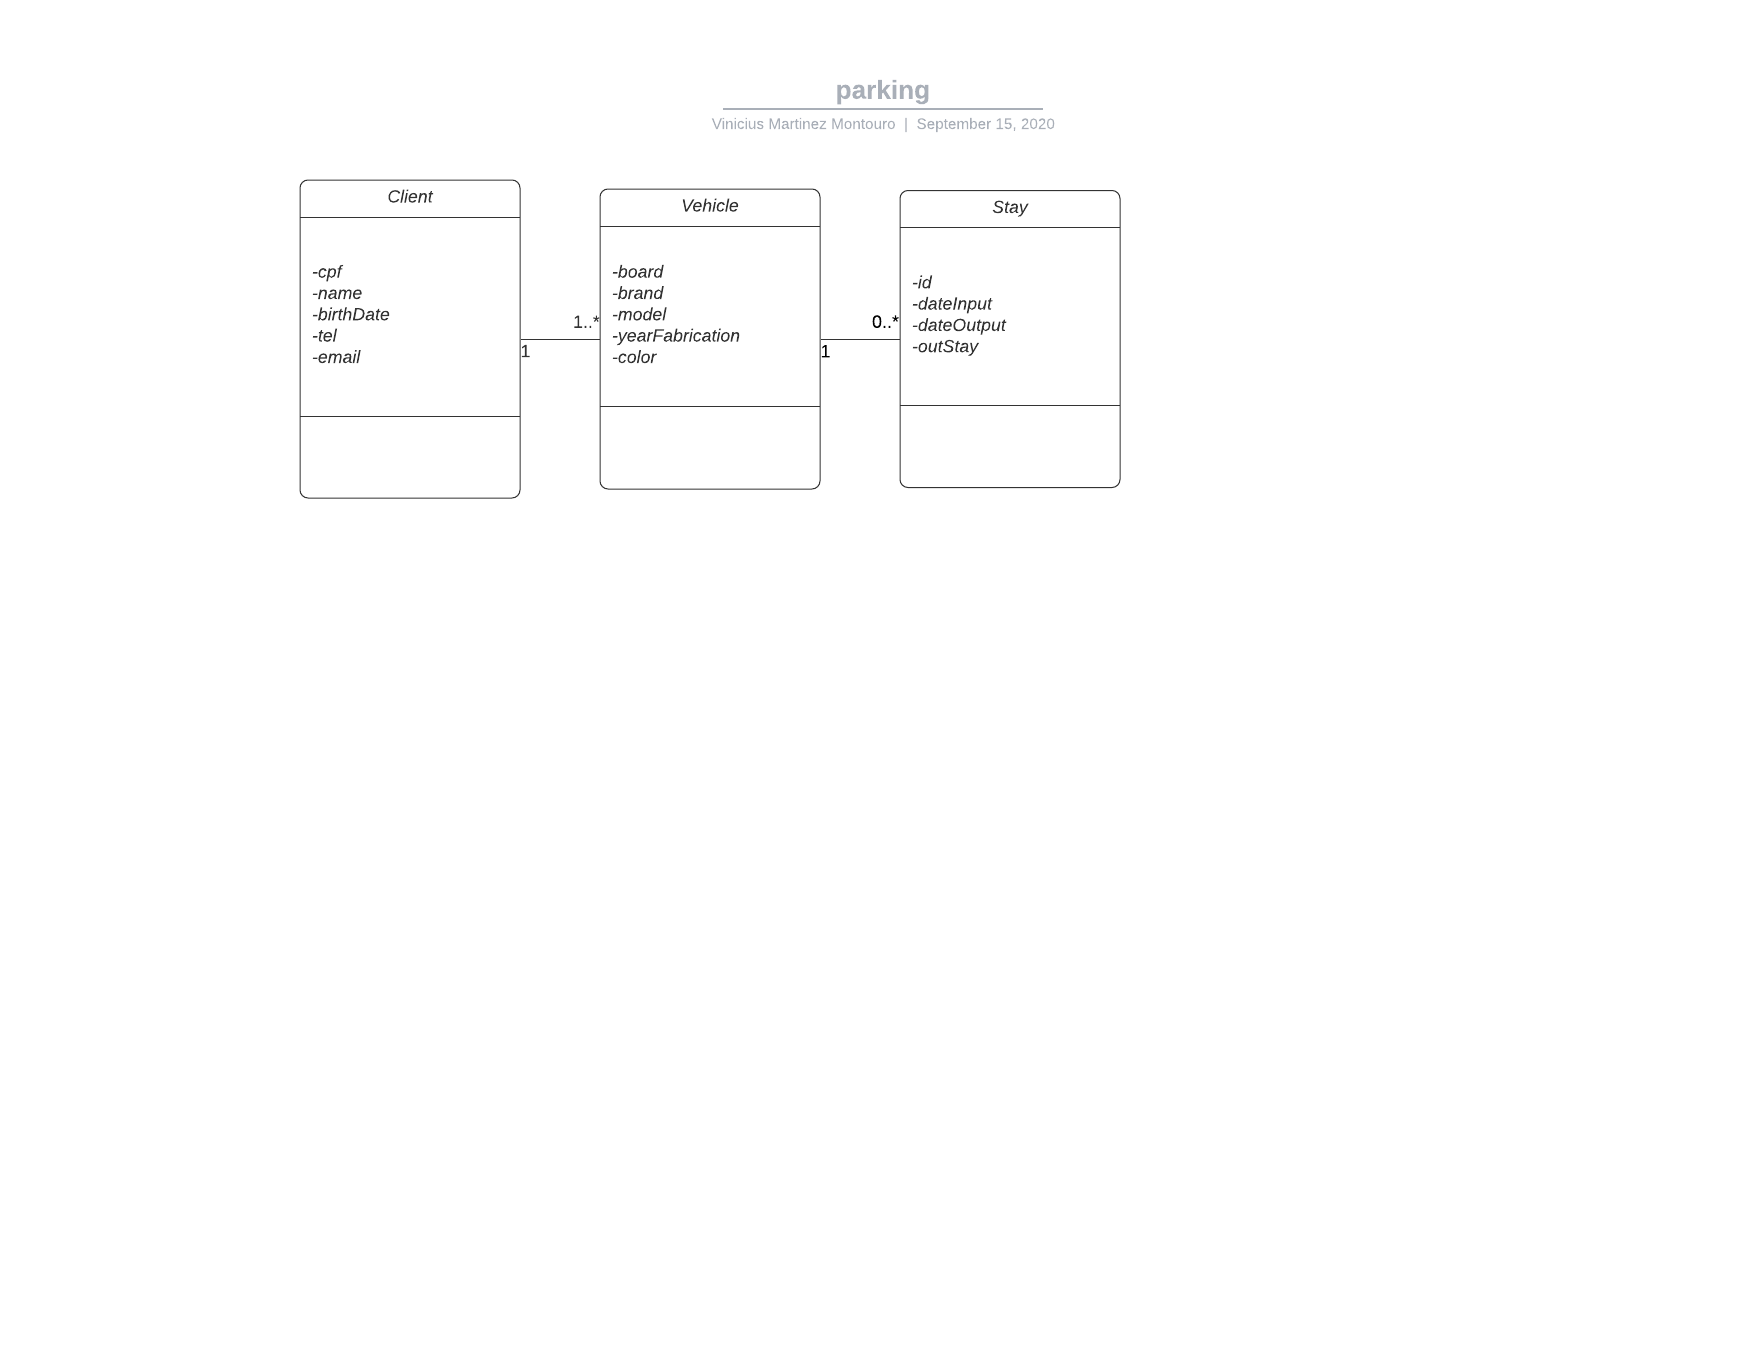 parking
Vinicius Martinez Montouro | September 15, 2020
Client
-cpf
-name
-birthDate
-tel
-email
1
1..*
Vehicle
-board
-brand
-model
-yearFabrication
-color
1
0..*
Stay
-id
-dateInput
-dateOutput
-outStay